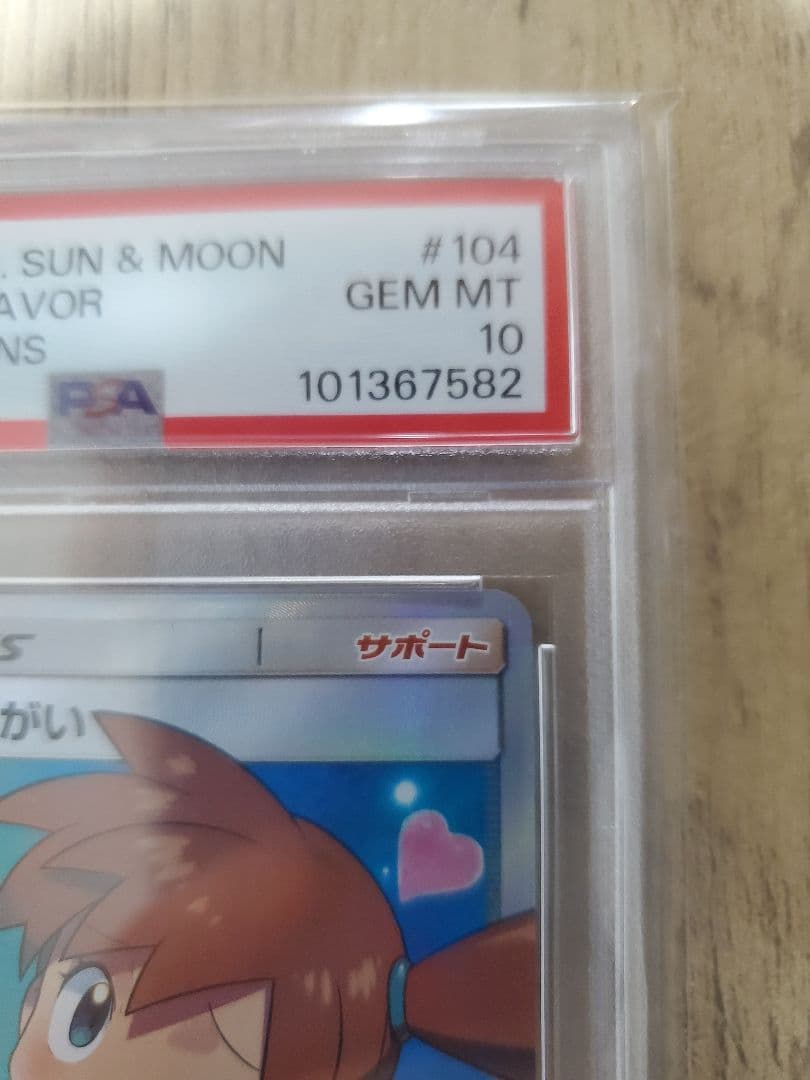 . SUN & MOON #104
AVOR GEM MT
NS 10
PSA 101367582
S サポート
がい